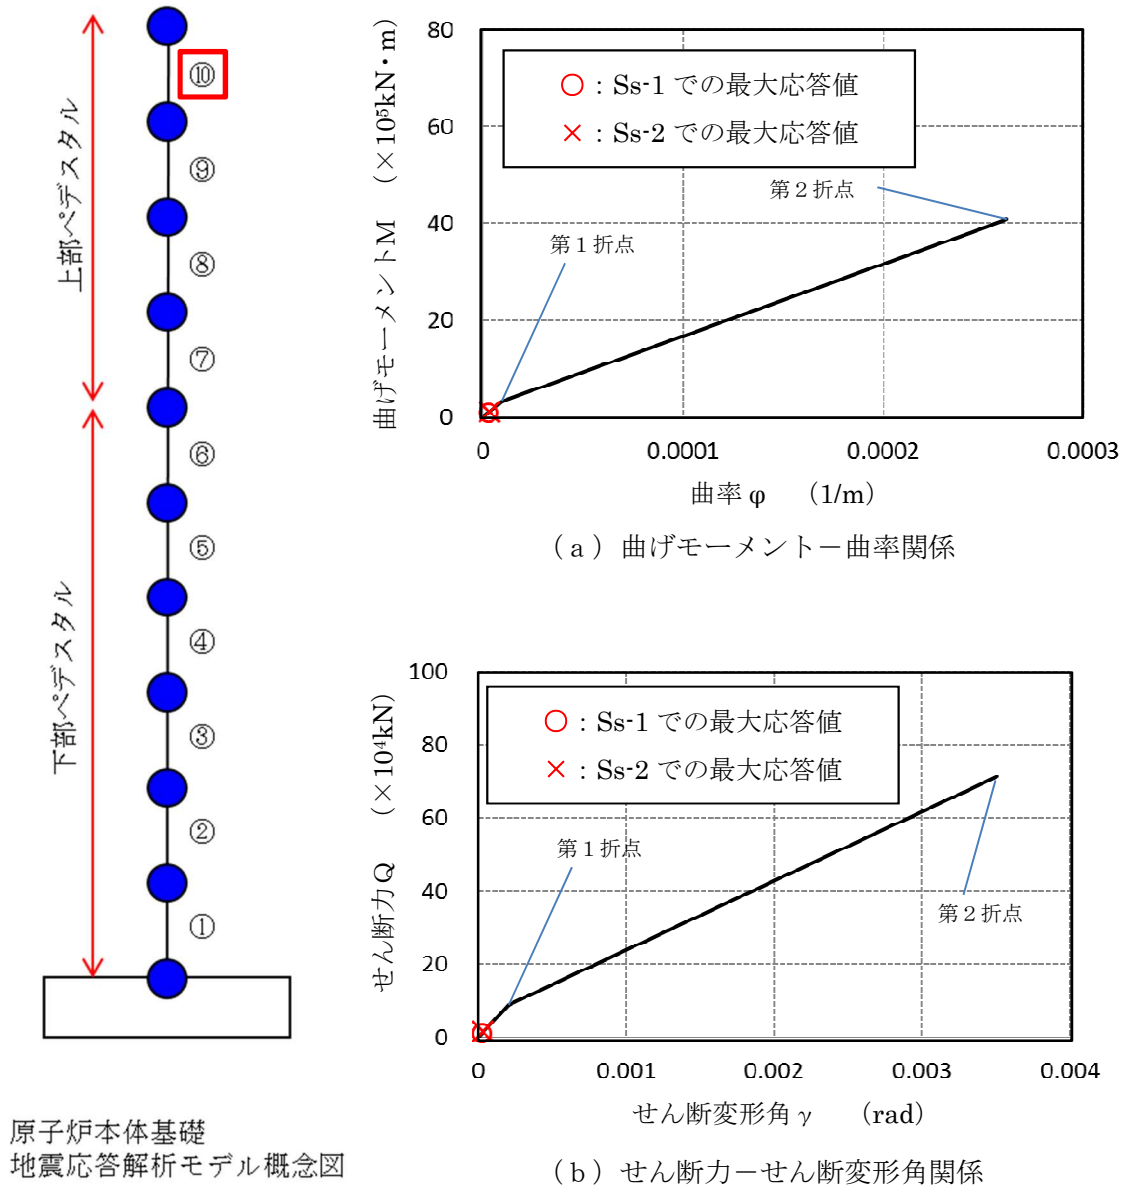 ⑩
⑨
⑧
⑦
⑥
⑤
④
③
②
①
上部ペデスタル
下部ペデスタル
原子炉本体基礎
地震応答解析モデル概念図
曲げモーメントM (×10⁵kN・m)
80
60
40
20
0
○:Ss-1 での最大応答値
×:Ss-2 での最大応答値
第2折点
第1折点
0 0.0001 0.0002 0.0003
曲率 φ (1/m)
(a)曲げモーメント-曲率関係
せん断力Q (×10⁴kN)
100
80
60
40
20
0
○:Ss-1 での最大応答値
×:Ss-2 での最大応答値
第1折点
第2折点
0 0.001 0.002 0.003 0.004
せん断変形角 γ (rad)
(b)せん断力-せん断変形角関係